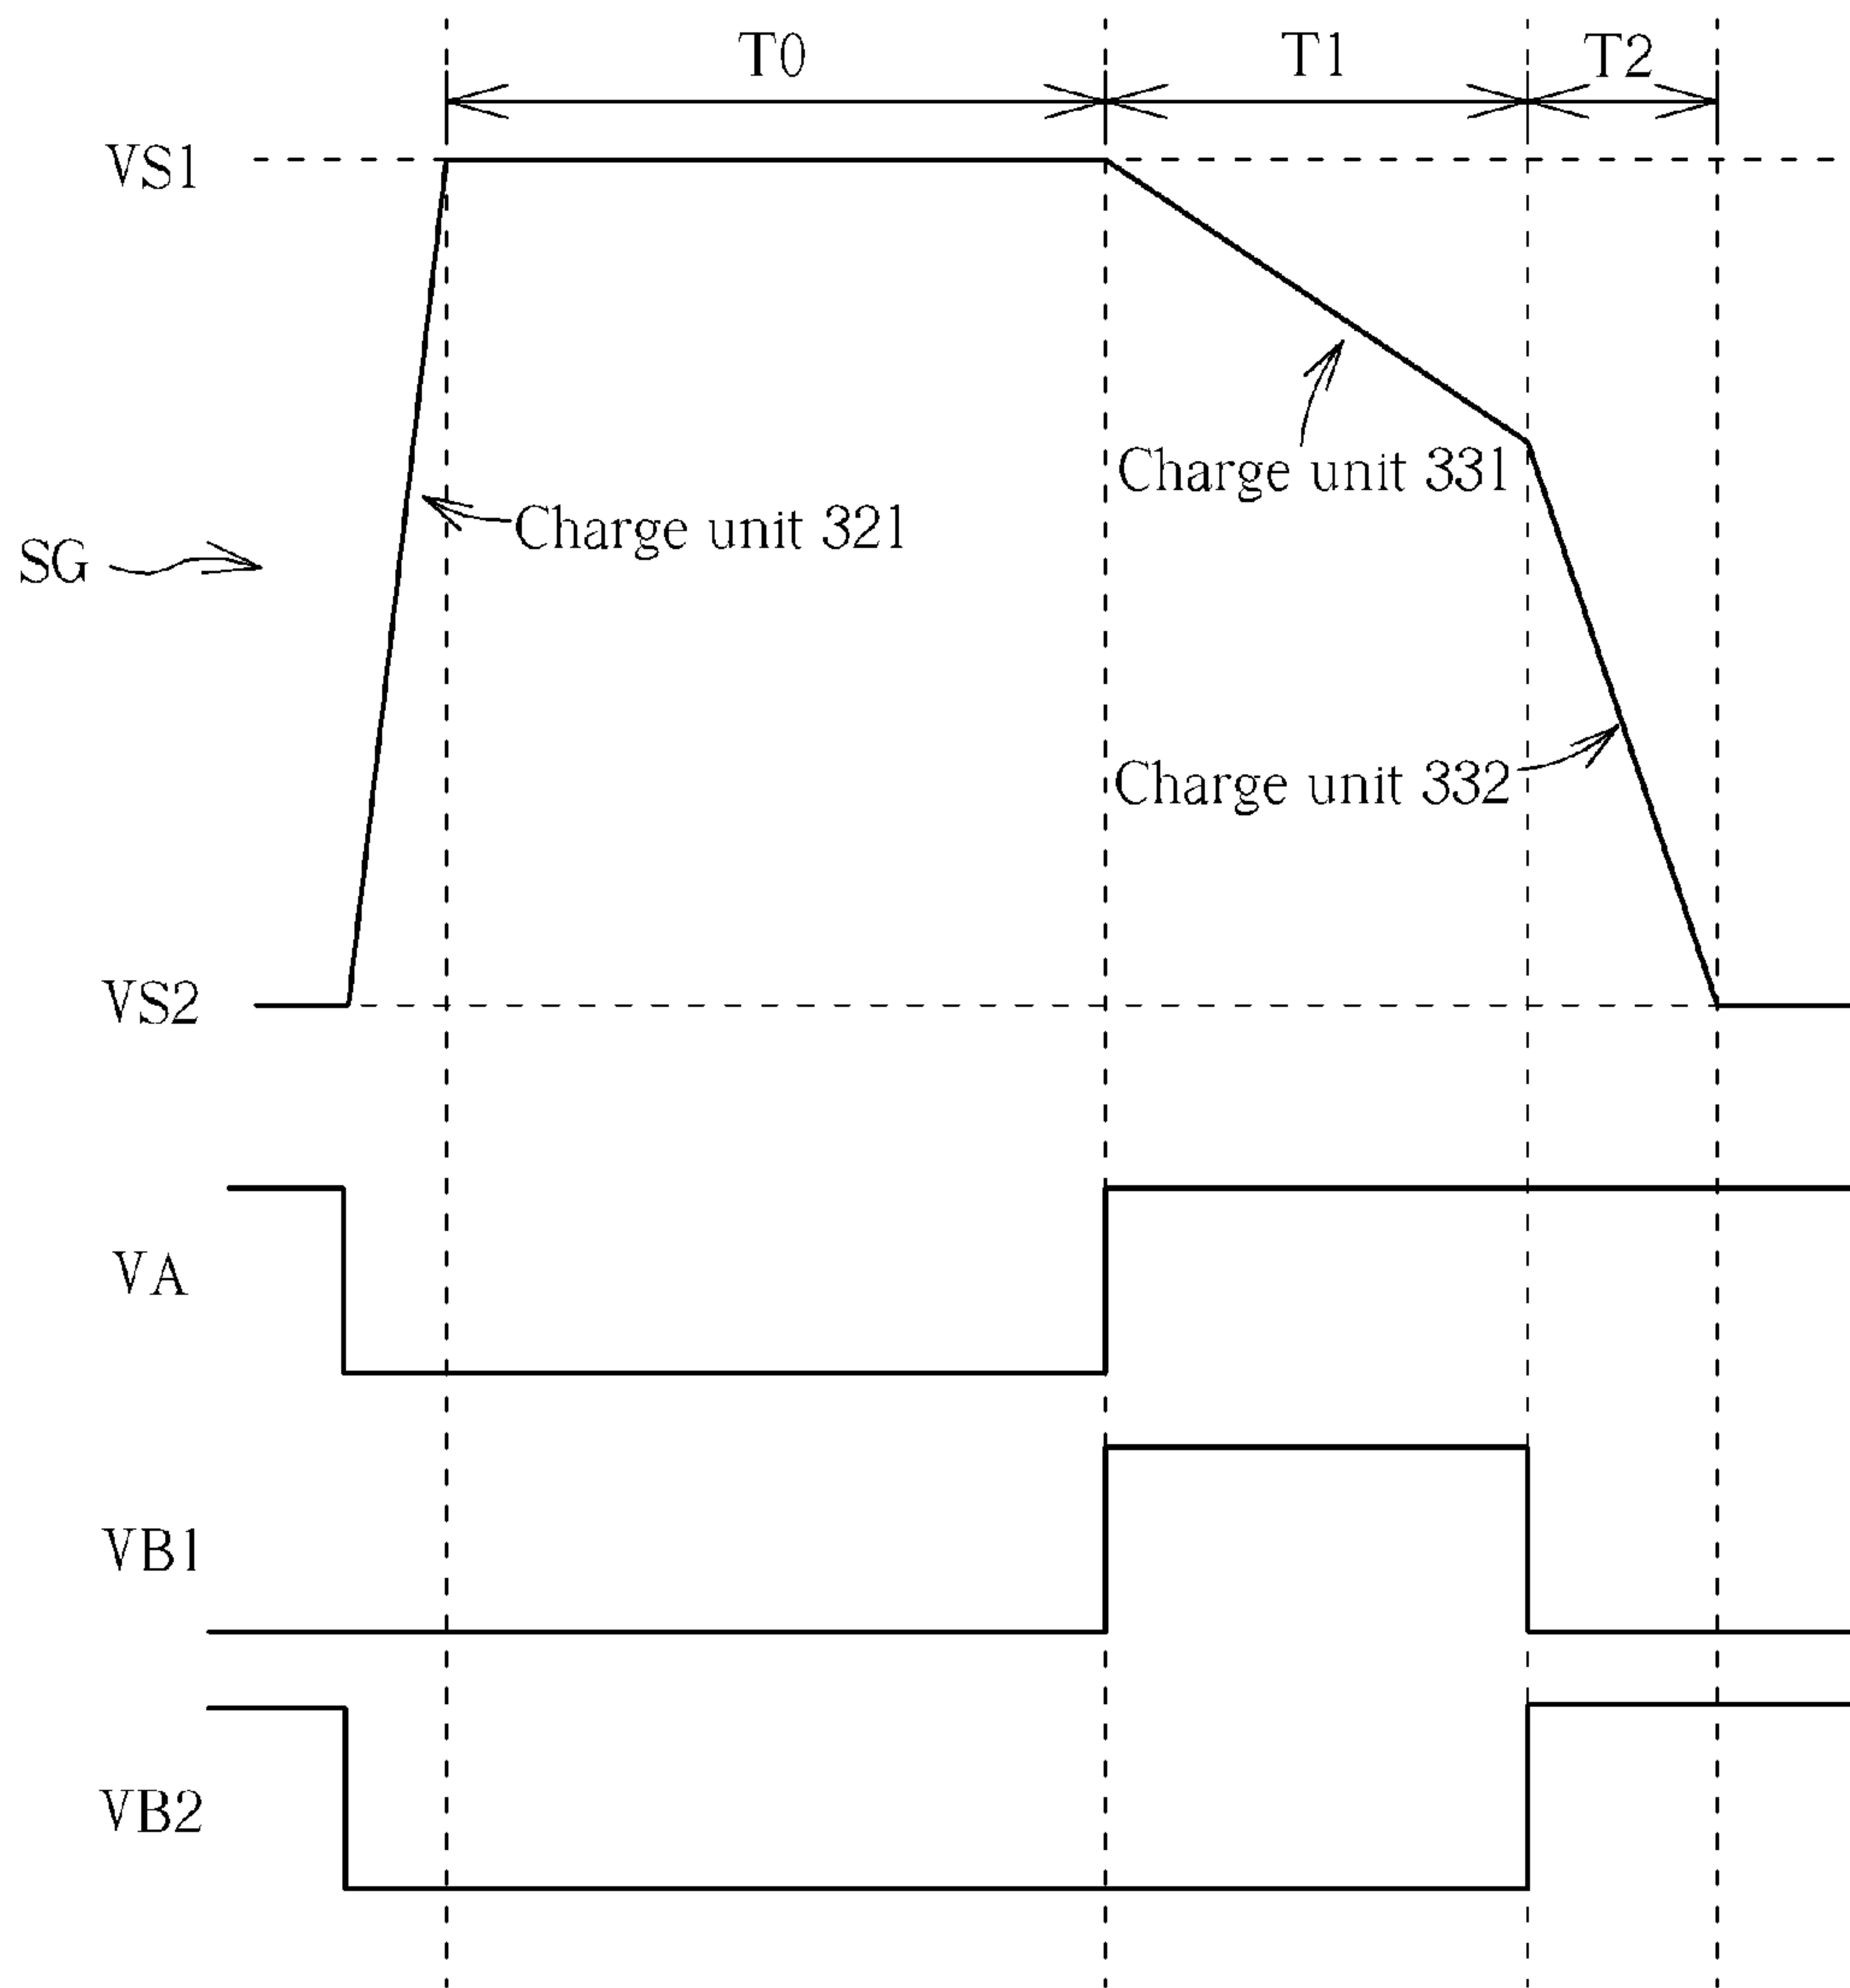 T0 T1 T2
VS1
Charge unit 331
Charge unit 321
SG
Charge unit 332
VS2
VA
VB1
VB2